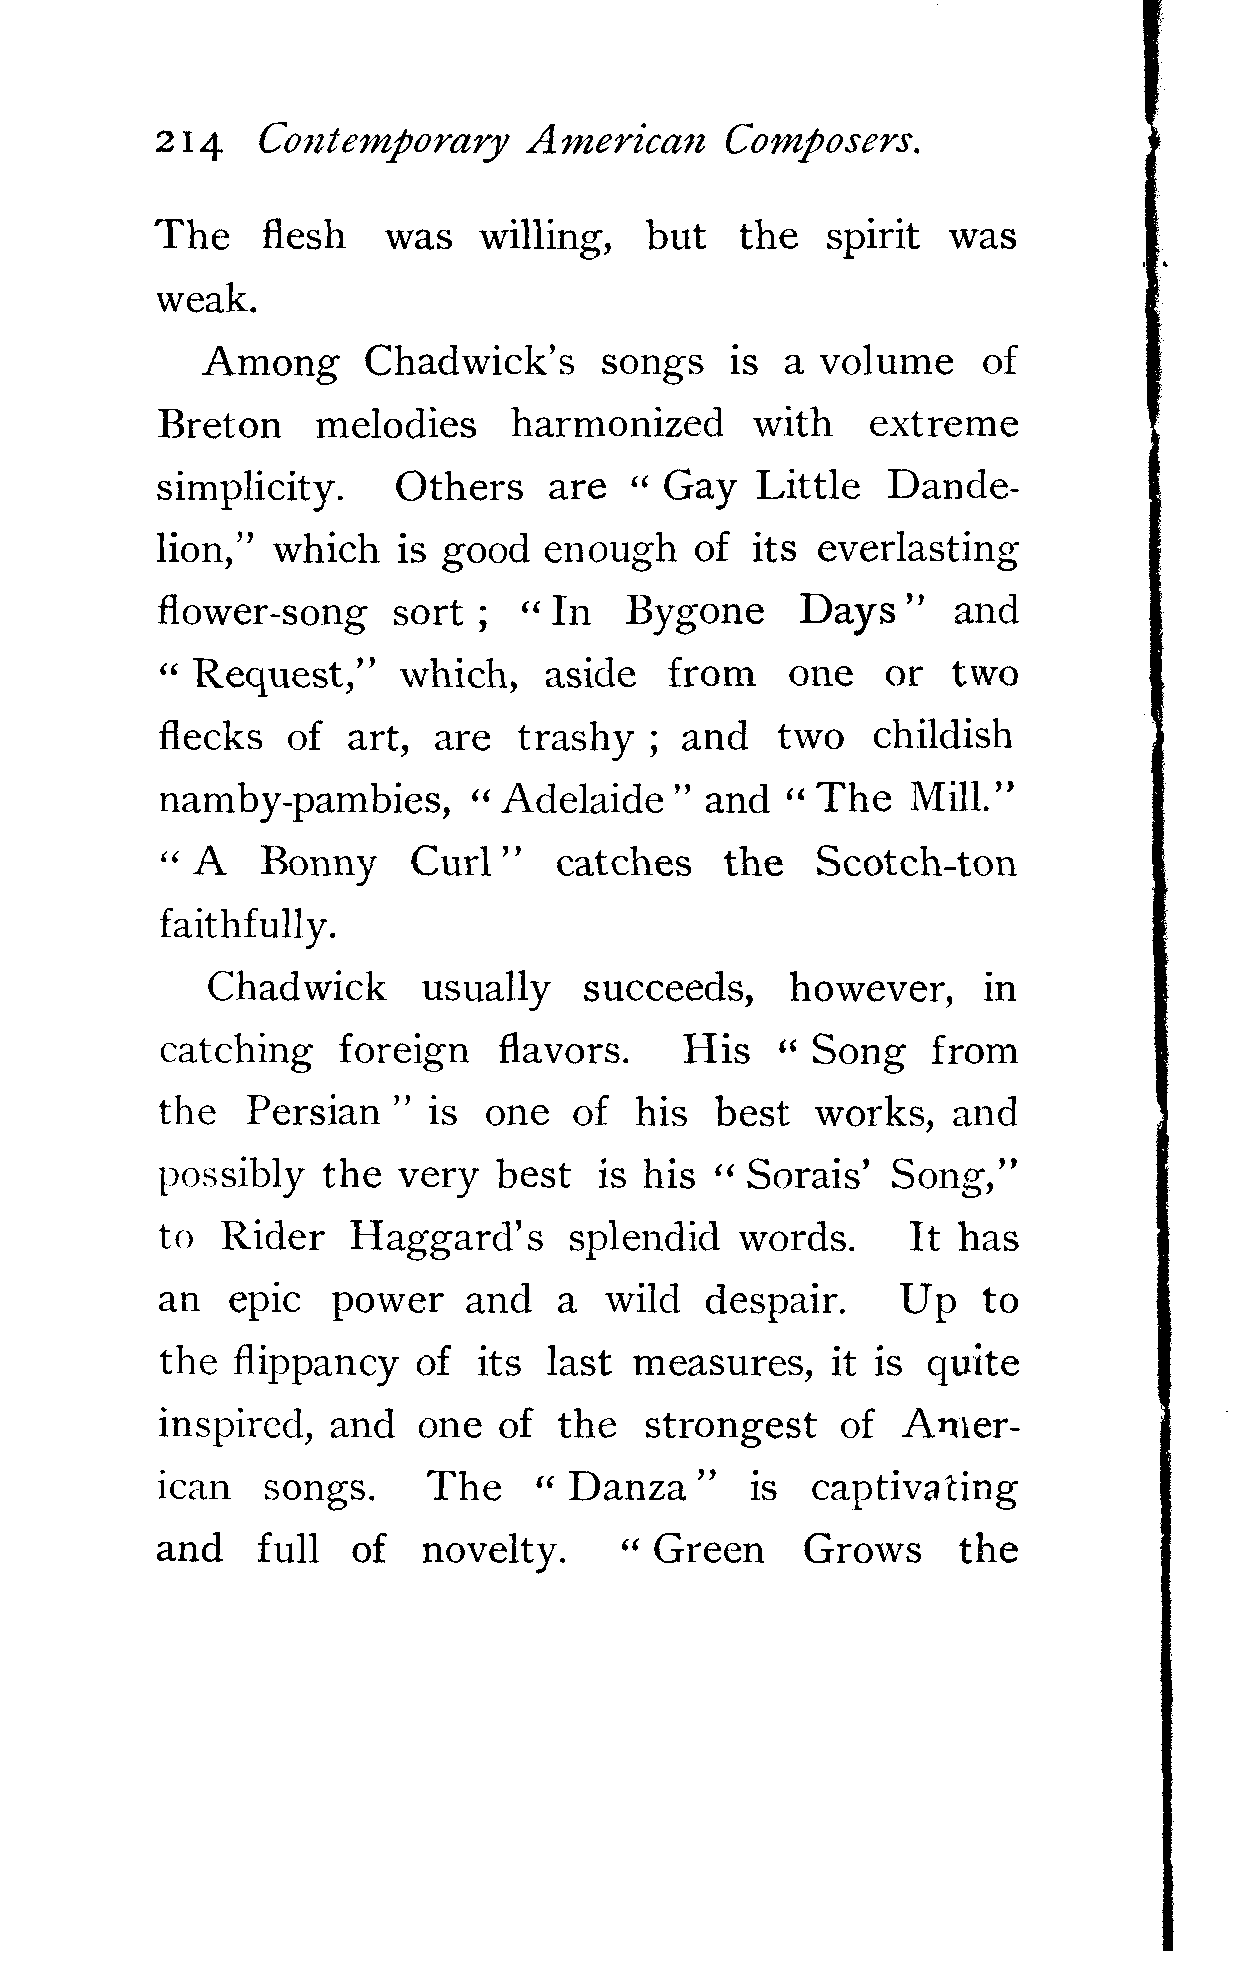 214 Contemporary American Composers.
The flesh was willing, but the spirit was
weak.
Among Chadwick's songs is a volume of
Breton melodies harmonized with extreme
simplicity. Others are " Gay Little Dande-
lion," which is good enough of its everlasting
flower-song sort ; " In Bygone Days " and
" Request," which, aside from one or two
flecks of art, are trashy ; and two childish
namby-pambies, " Adelaide " and " The Mill."
" A Bonny Curl " catches the Scotch-ton
faithfully.
Chadwick usually succeeds, however, in
catching foreign flavors. His " Song from
the Persian " is one of his best works, and
possibly the very best is his " Sorais' Song,"
to Rider Haggard's splendid words. It has
an epic power and a wild despair. Up to
the flippancy of its last measures, it is quite
inspired, and one of the strongest of Amer-
ican songs. The " Danza " is captivating
and full of novelty. " Green Grows the